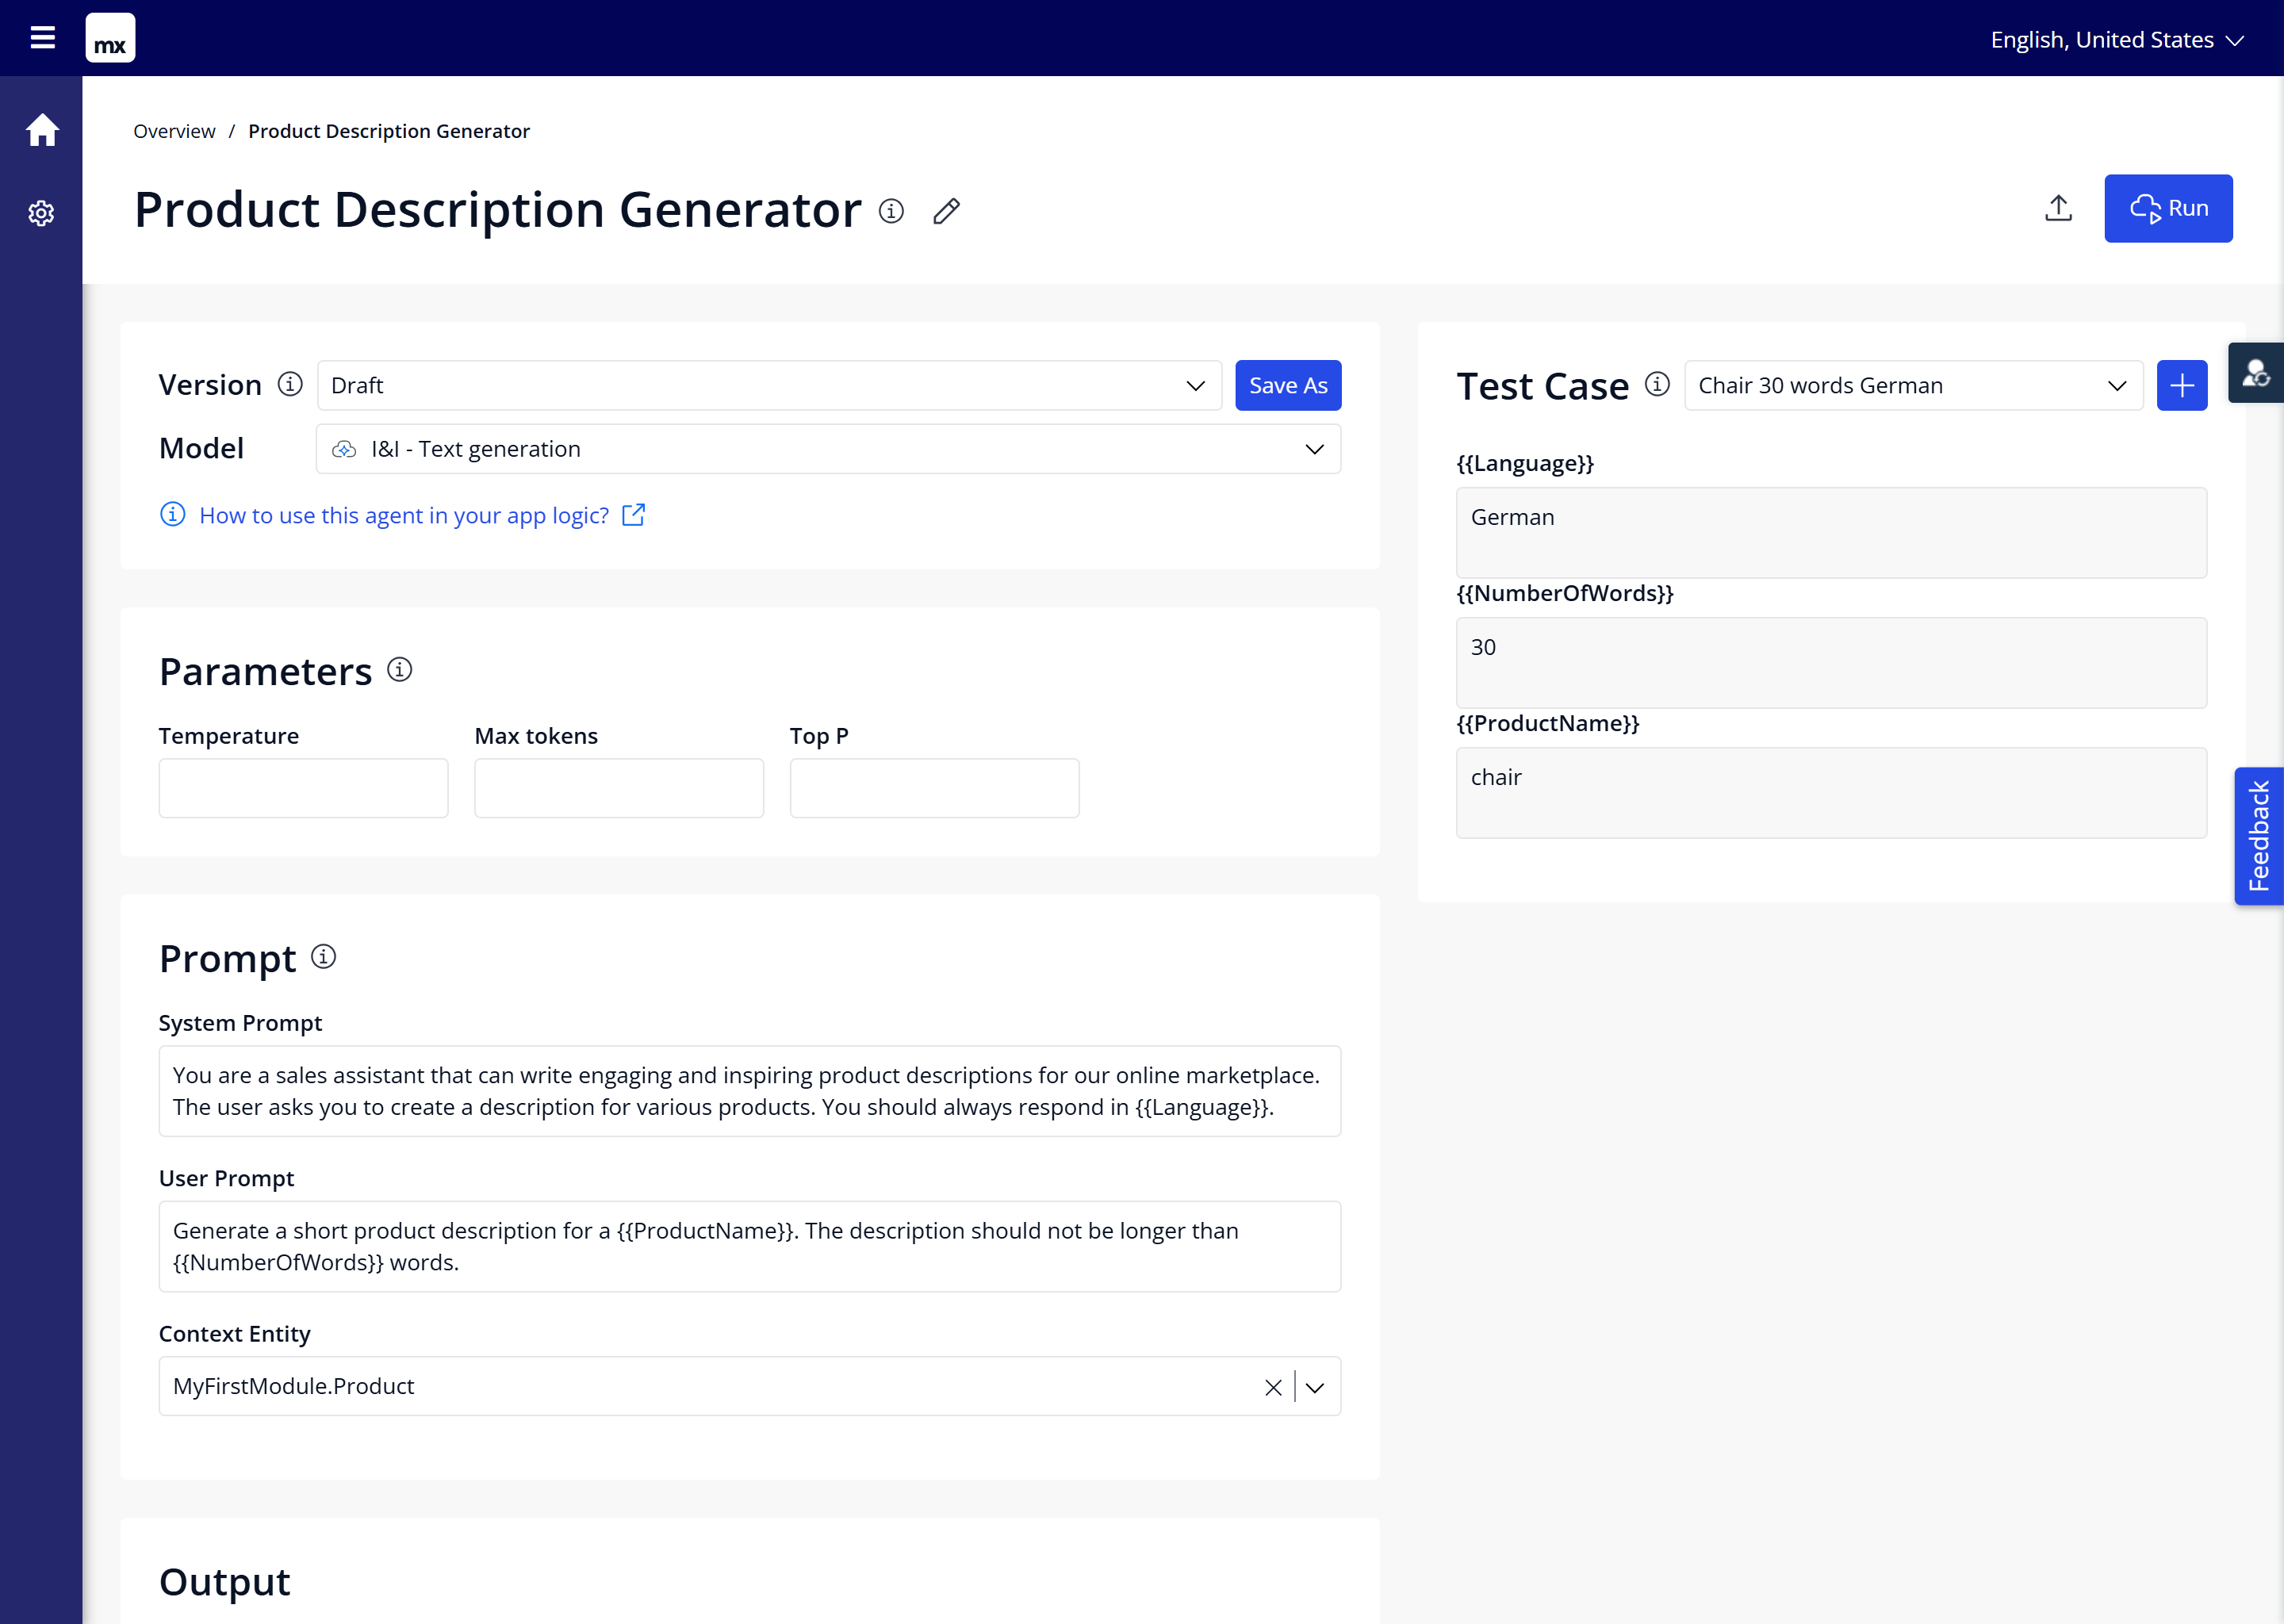 mx
English, United States
Overview / Product Description Generator
Product Description Generator
Run
Version
Draft
Save As
Model
I&I - Text generation
How to use this agent in your app logic?
Parameters
Temperature
Max tokens
Top P
Prompt
System Prompt
You are a sales assistant that can write engaging and inspiring product descriptions for our online marketplace.
The user asks you to create a description for various products. You should always respond in {{Language}}.
User Prompt
Generate a short product description for a {{ProductName}}. The description should not be longer than
{{NumberOfWords}} words.
Context Entity
MyFirstModule.Product
Output
Test Case
Chair 30 words German
{{Language}}
German
{{NumberOfWords}}
30
{{ProductName}}
chair
Feedback